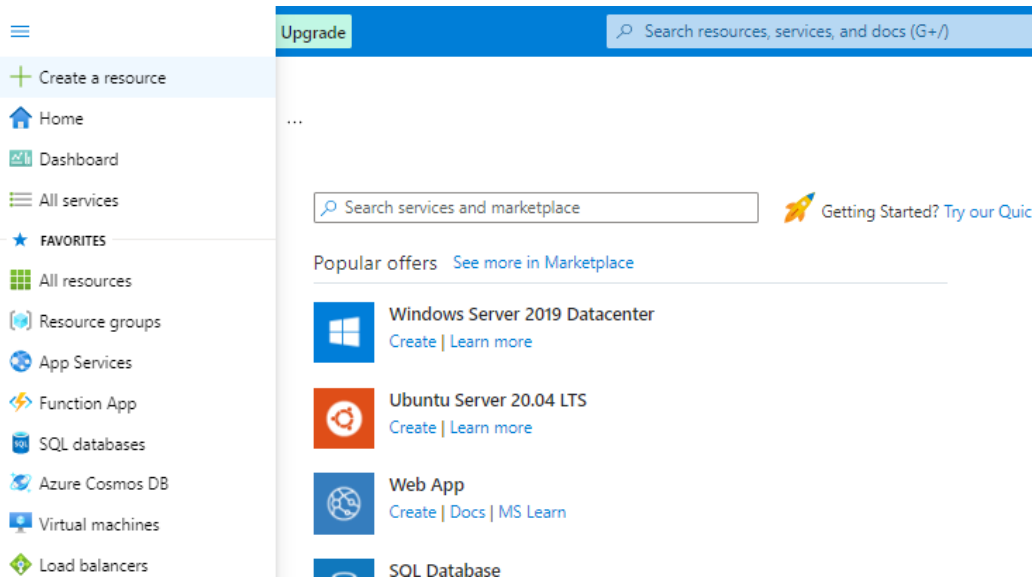 Upgrade
Search resources, services, and docs (G+/)
Create a resource
Home
Dashboard
All services
FAVORITES
All resources
Resource groups
App Services
Function App
SQL databases
Azure Cosmos DB
Virtual machines
Load balancers
...
Search services and marketplace
Getting Started? Try our Quic
Popular offers See more in Marketplace
Windows Server 2019 Datacenter
Create | Learn more
Ubuntu Server 20.04 LTS
Create | Learn more
Web App
Create | Docs | MS Learn
SQL Database